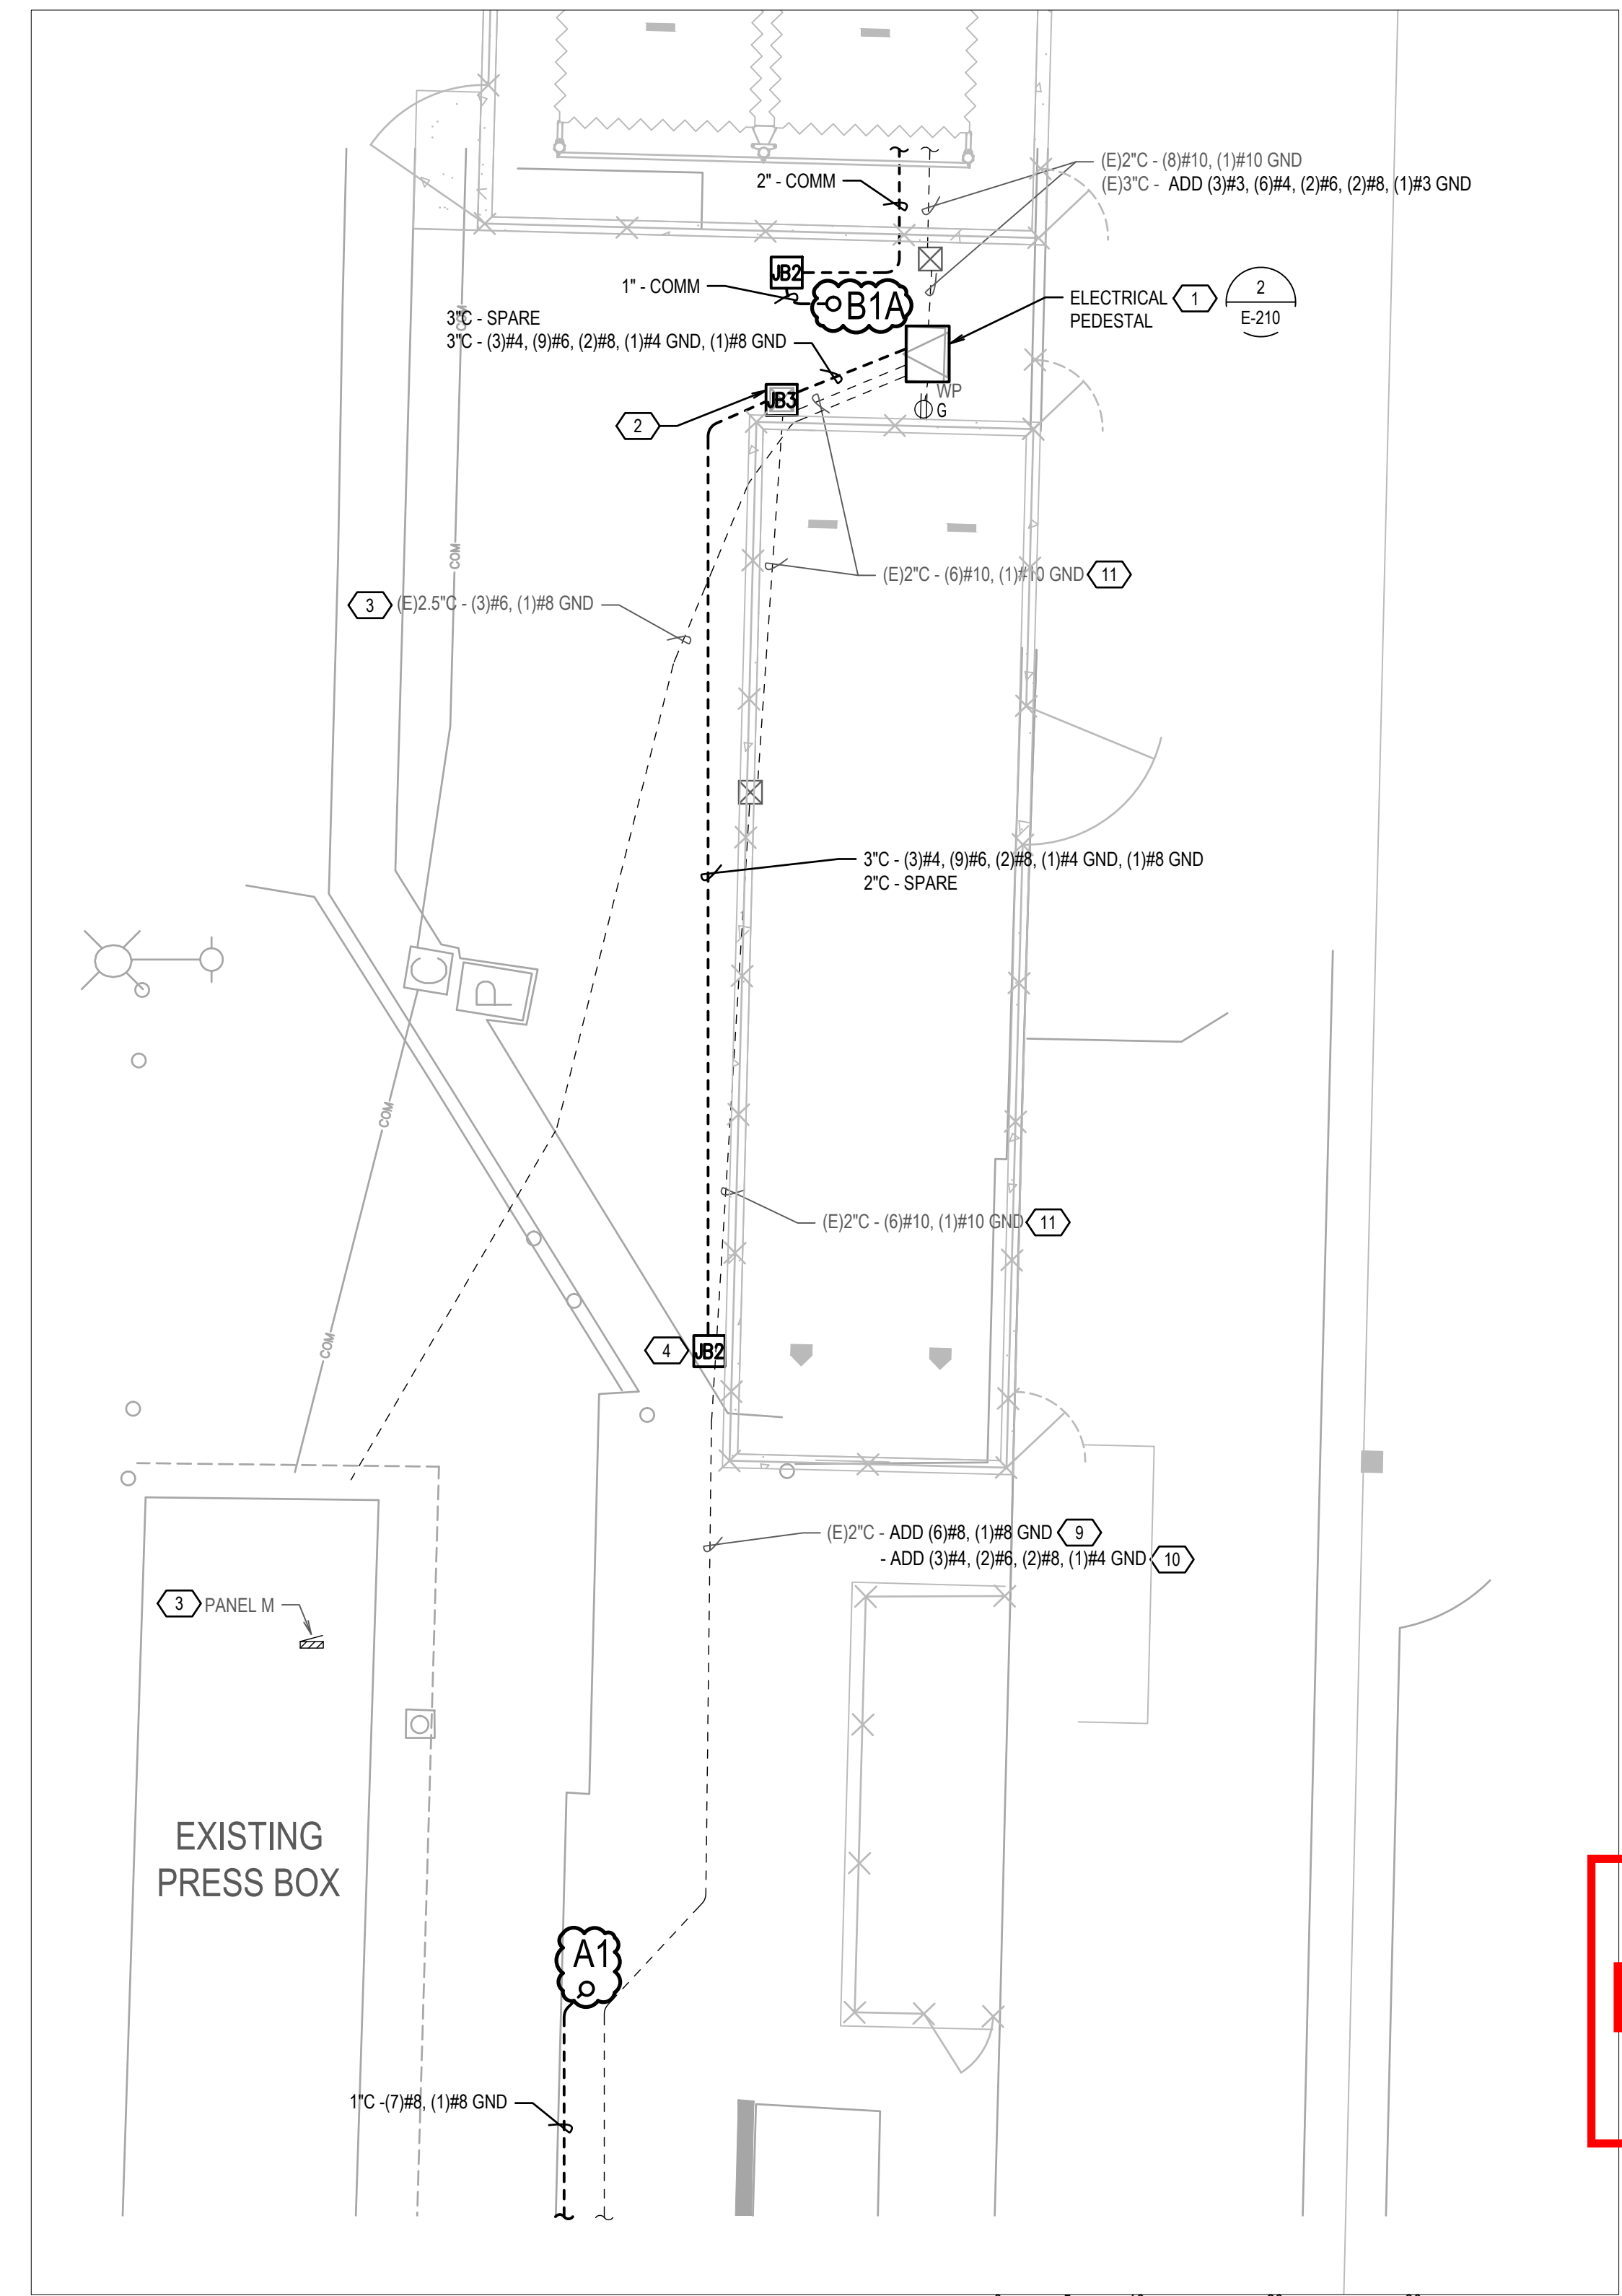 (E)2"C - (8)#10, (1)#10 GND
(E)3"C - ADD (3)#3, (6)#4, (2)#6, (2)#8, (1)#3 GND
2" - COMM
JB2
1" - COMM
B1A
ELECTRICAL
PEDESTAL
1
2
E-210
COM
3"C - SPARE
3"C - (3)#4, (9)#6, (2)#8, (1)#4 GND, (1)#8 GND
WP
G
JB3
2
COM
(E)2"C - (6)#10, (1)#10 GND
11
3
(E)2.5"C - (3)#6, (1)#8 GND
3"C - (3)#4, (9)#6, (2)#8, (1)#4 GND, (1)#8 GND
2"C - SPARE
C
P
COM
(E)2"C - (6)#10, (1)#10 GND
11
COM
4
JB2
(E)2"C - ADD (6)#8, (1)#8 GND
9
- ADD (3)#4, (2)#6, (2)#8, (1)#4 GND
10
3
PANEL M
EXISTING
PRESS BOX
A1
1"C -(7)#8, (1)#8 GND